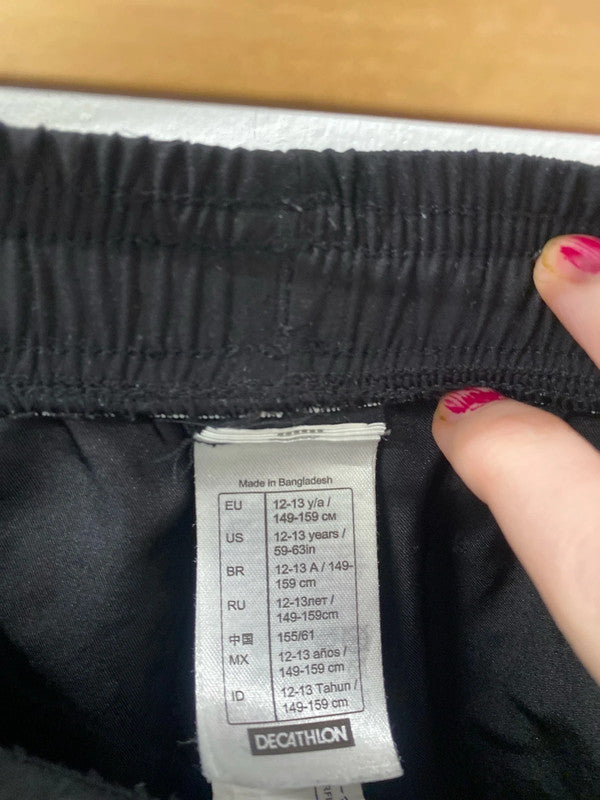 Made in Bangladesh
EU 12-13 y/a /
149-159 см
US 12-13 years /
59-63in
BR 12-13 A / 149-
159 cm
RU 12-13лет /
149-159cm
中国 155/61
MX 12-13 años /
149-159 cm
ID 12-13 Tahun /
149-159 cm
DECATHLON